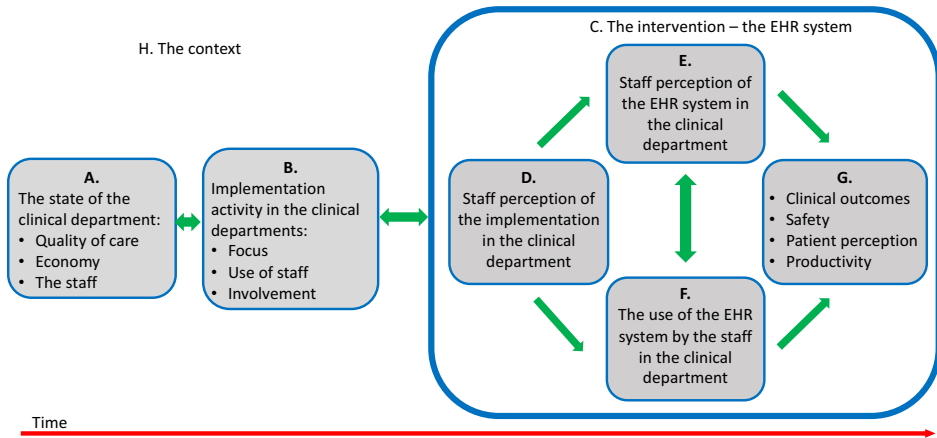 C. The intervention – the EHR system
H. The context
E.
Staff perception of
the EHR system in
the clinical
department
A.
The state of the
clinical department:
• Quality of care
• Economy
• The staff
B.
Implementation
activity in the clinical
departments:
• Focus
• Use of staff
• Involvement
D.
Staff perception of
the implementation
in the clinical
department
G.
• Clinical outcomes
• Safety
• Patient perception
• Productivity
F.
The use of the EHR
system by the staff
in the clinical
department
Time